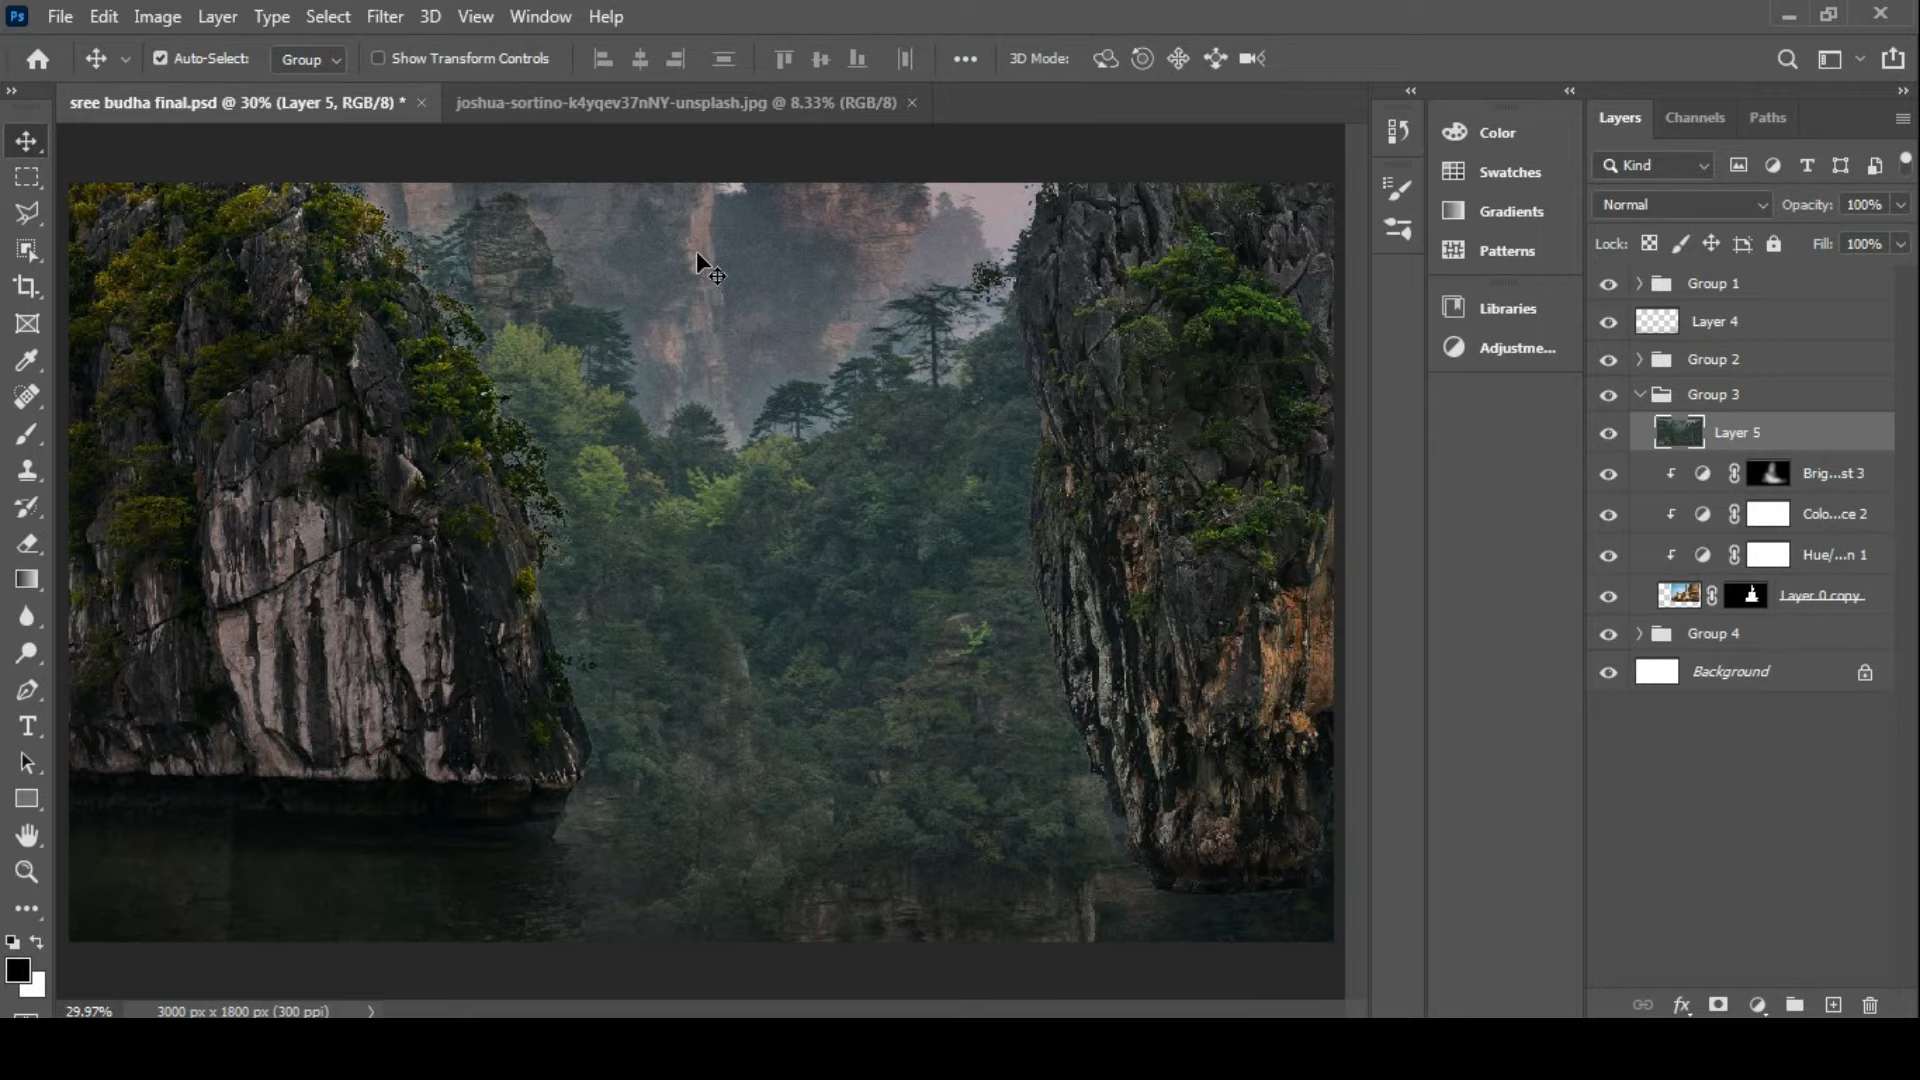 Ps File Edit Image Layer Type Select Filter 3D View Window Help
Auto-Select: Group Show Transform Controls 3D Mode:
sree budha final.psd @ 30% (Layer 5, RGB/8) * joshua-sortino-k4yqev37nNY-unsplash.jpg @ 8.33% (RGB/8)
Color
Swatches
Gradients
Patterns
Libraries
Adjustme...
Layers Channels Paths
Kind
Normal Opacity: 100%
Lock: Fill: 100%
Group 1
Layer 4
Group 2
Group 3
Layer 5
Brig...st 3
Colo...ce 2
Hue/...n 1
Layer 0 copy
Group 4
Background
fx
29.97% 3000 px x 1800 px (300 ppi)